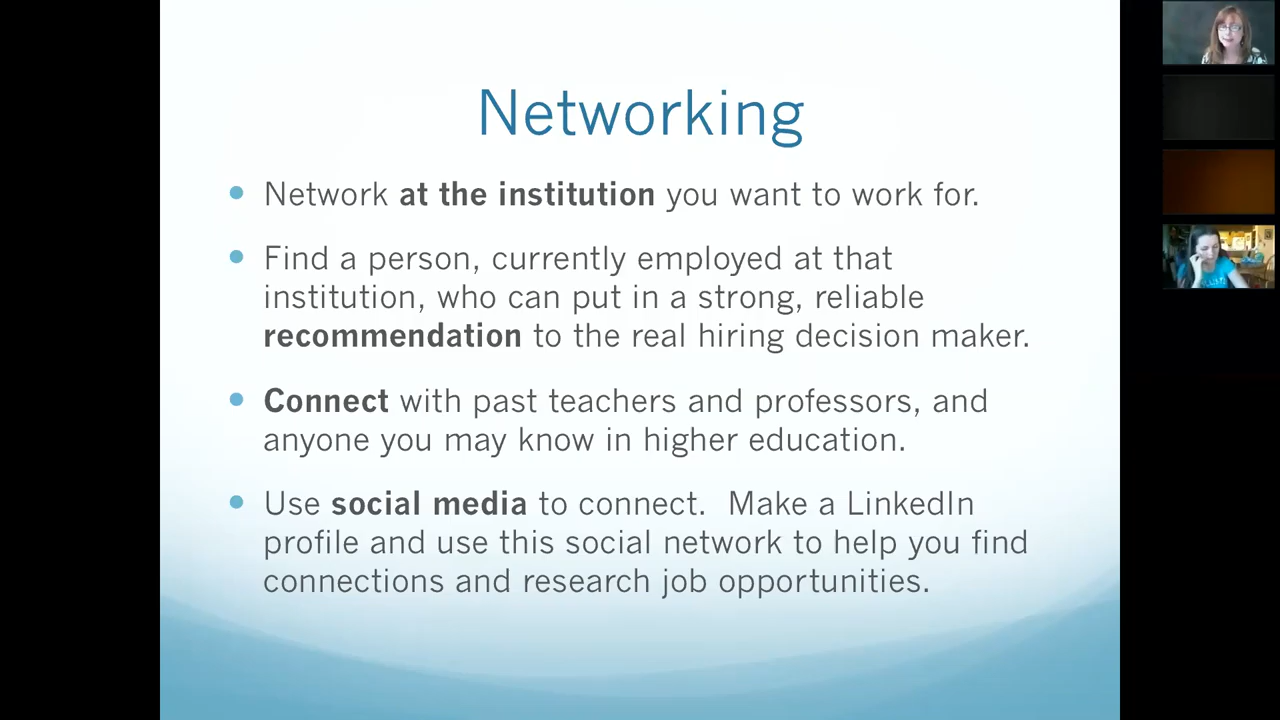 Networking
Network at the institution you want to work for.
Find a person, currently employed at that
institution, who can put in a strong, reliable
recommendation to the real hiring decision maker.
Connect with past teachers and professors, and
anyone you may know in higher education.
Use social media to connect.  Make a LinkedIn
profile and use this social network to help you find
connections and research job opportunities.